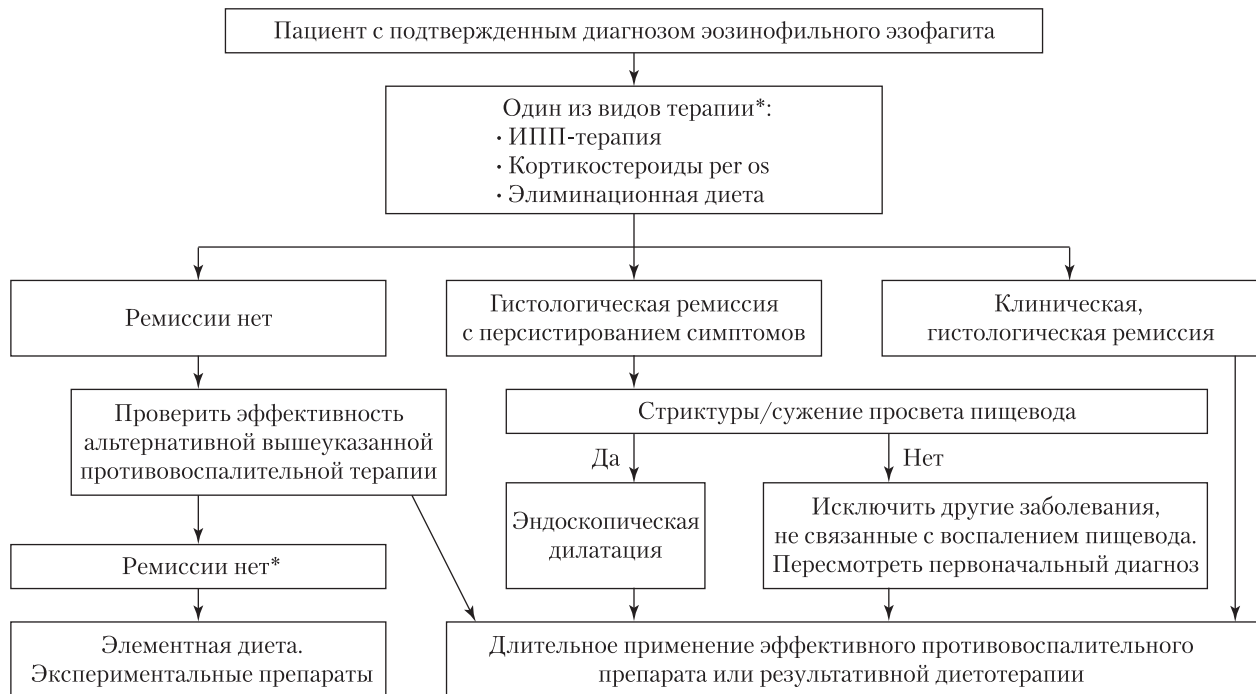 Пациент с подтвержденным диагнозом эозинофильного эзофагита
Один из видов терапии*:
· ИПП-терапия
· Кортикостероиды per os
· Элиминационная диета
Ремиссии нет
Гистологическая ремиссия
с персистированием симптомов
Клиническая,
гистологическая ремиссия
Проверить эффективность
альтернативной вышеуказанной
противовоспалительной терапии
Стриктуры/сужение просвета пищевода
Да
Нет
Эндоскопическая
дилатация
Исключить другие заболевания,
не связанные с воспалением пищевода.
Пересмотреть первоначальный диагноз
Ремиссии нет*
Элементная диета.
Экспериментальные препараты
Длительное применение эффективного противовоспалительного
препарата или результативной диетотерапии